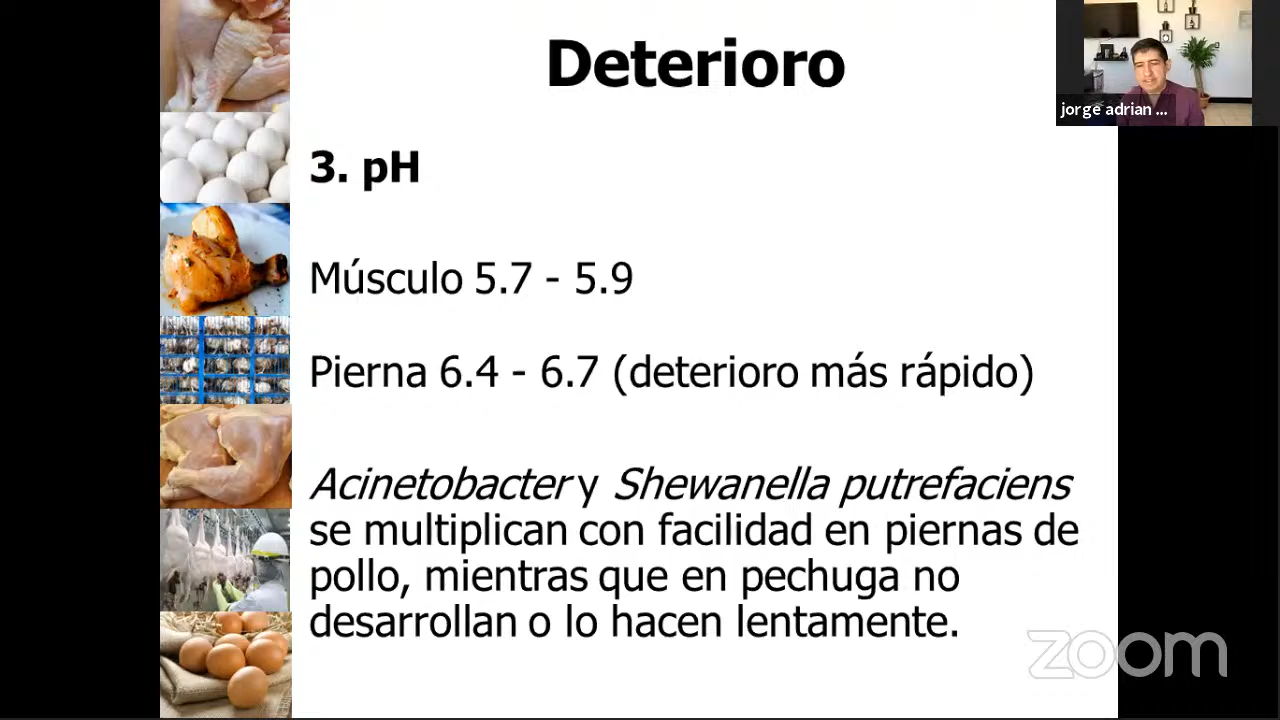 Deterioro
jorge adrian ...
3. pH
Músculo 5.7 - 5.9
Pierna 6.4 - 6.7 (deterioro más rápido)
Acinetobacter y Shewanella putrefaciens
se multiplican con facilidad en piernas de
pollo, mientras que en pechuga no
desarrollan o lo hacen lentamente.
zoom